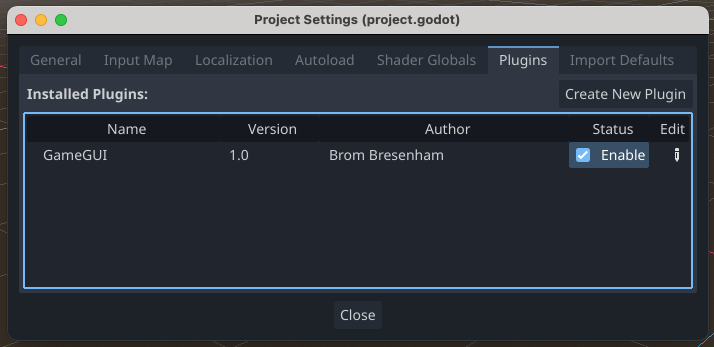 Project Settings (project.godot)
General Input Map Localization Autoload Shader Globals Plugins Import Defaults
Installed Plugins: Create New Plugin
Name Version Author Status Edit
GameGUI 1.0 Brom Bresenham Enable
Close